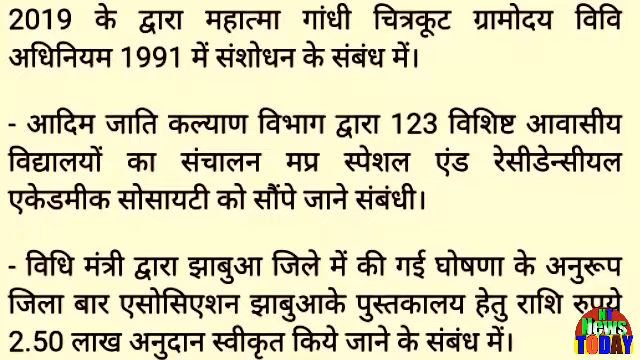 2019 के द्वारा महात्मा गांधी चित्रकूट ग्रामोदय विवि
अधिनियम 1991 में संशोधन के संबंध में।
- आदिम जाति कल्याण विभाग द्वारा 123 विशिष्ट आवासीय
विद्यालयों का संचालन मप्र स्पेशल एंड रेसीडेन्सीयल
एकेडमीक सोसायटी को सौंपे जाने संबंधी।
- विधि मंत्री द्वारा झाबुआ जिले में की गई घोषणा के अनुरूप
जिला बार एसोसिएशन झाबुआके पुस्तकालय हेतु राशि रुपये
2.50 लाख अनुदान स्वीकृत किये जाने के संबंध में।
News
TODAY